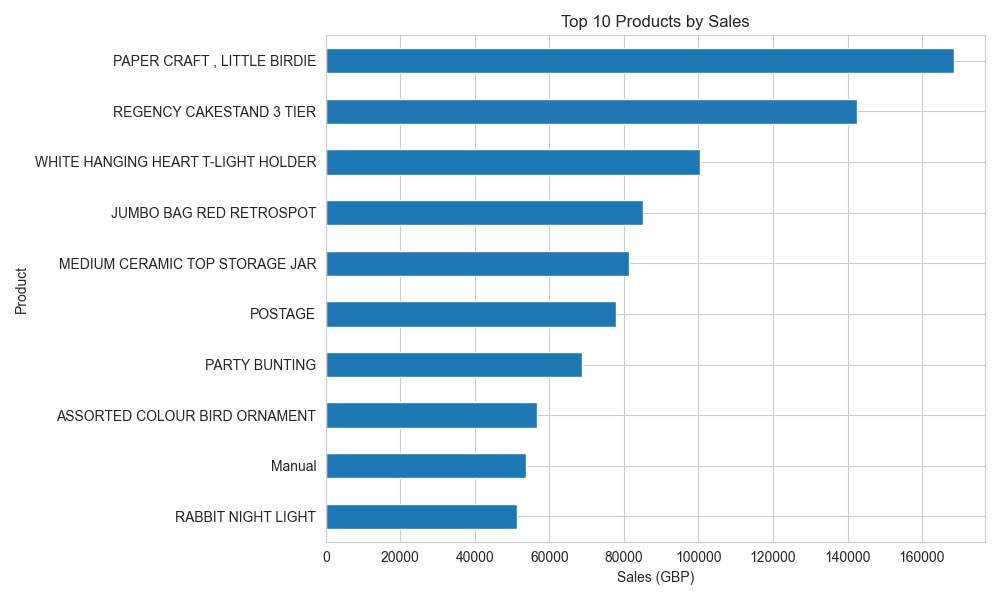 Top 10 Products by Sales
PAPER CRAFT , LITTLE BIRDIE
REGENCY CAKESTAND 3 TIER
WHITE HANGING HEART T-LIGHT HOLDER
JUMBO BAG RED RETROSPOT
MEDIUM CERAMIC TOP STORAGE JAR
POSTAGE
PARTY BUNTING
ASSORTED COLOUR BIRD ORNAMENT
Manual
RABBIT NIGHT LIGHT
Product
0 20000 40000 60000 80000 100000 120000 140000 160000
Sales (GBP)